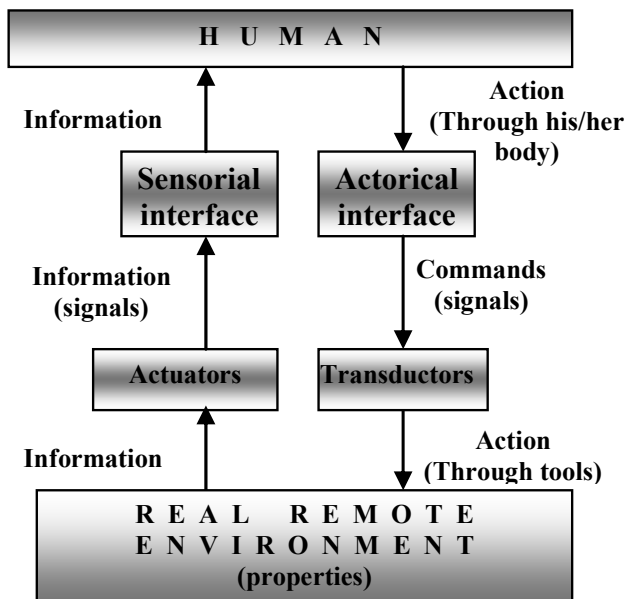 H U M A N
Information
Action
(Through his/her
body)
Sensorial
interface
Actorical
interface
Information
(signals)
Commands
(signals)
Actuators
Transductors
Information
Action
(Through tools)
R E A L R E M O T E
E N V I R O N M E N T
(properties)